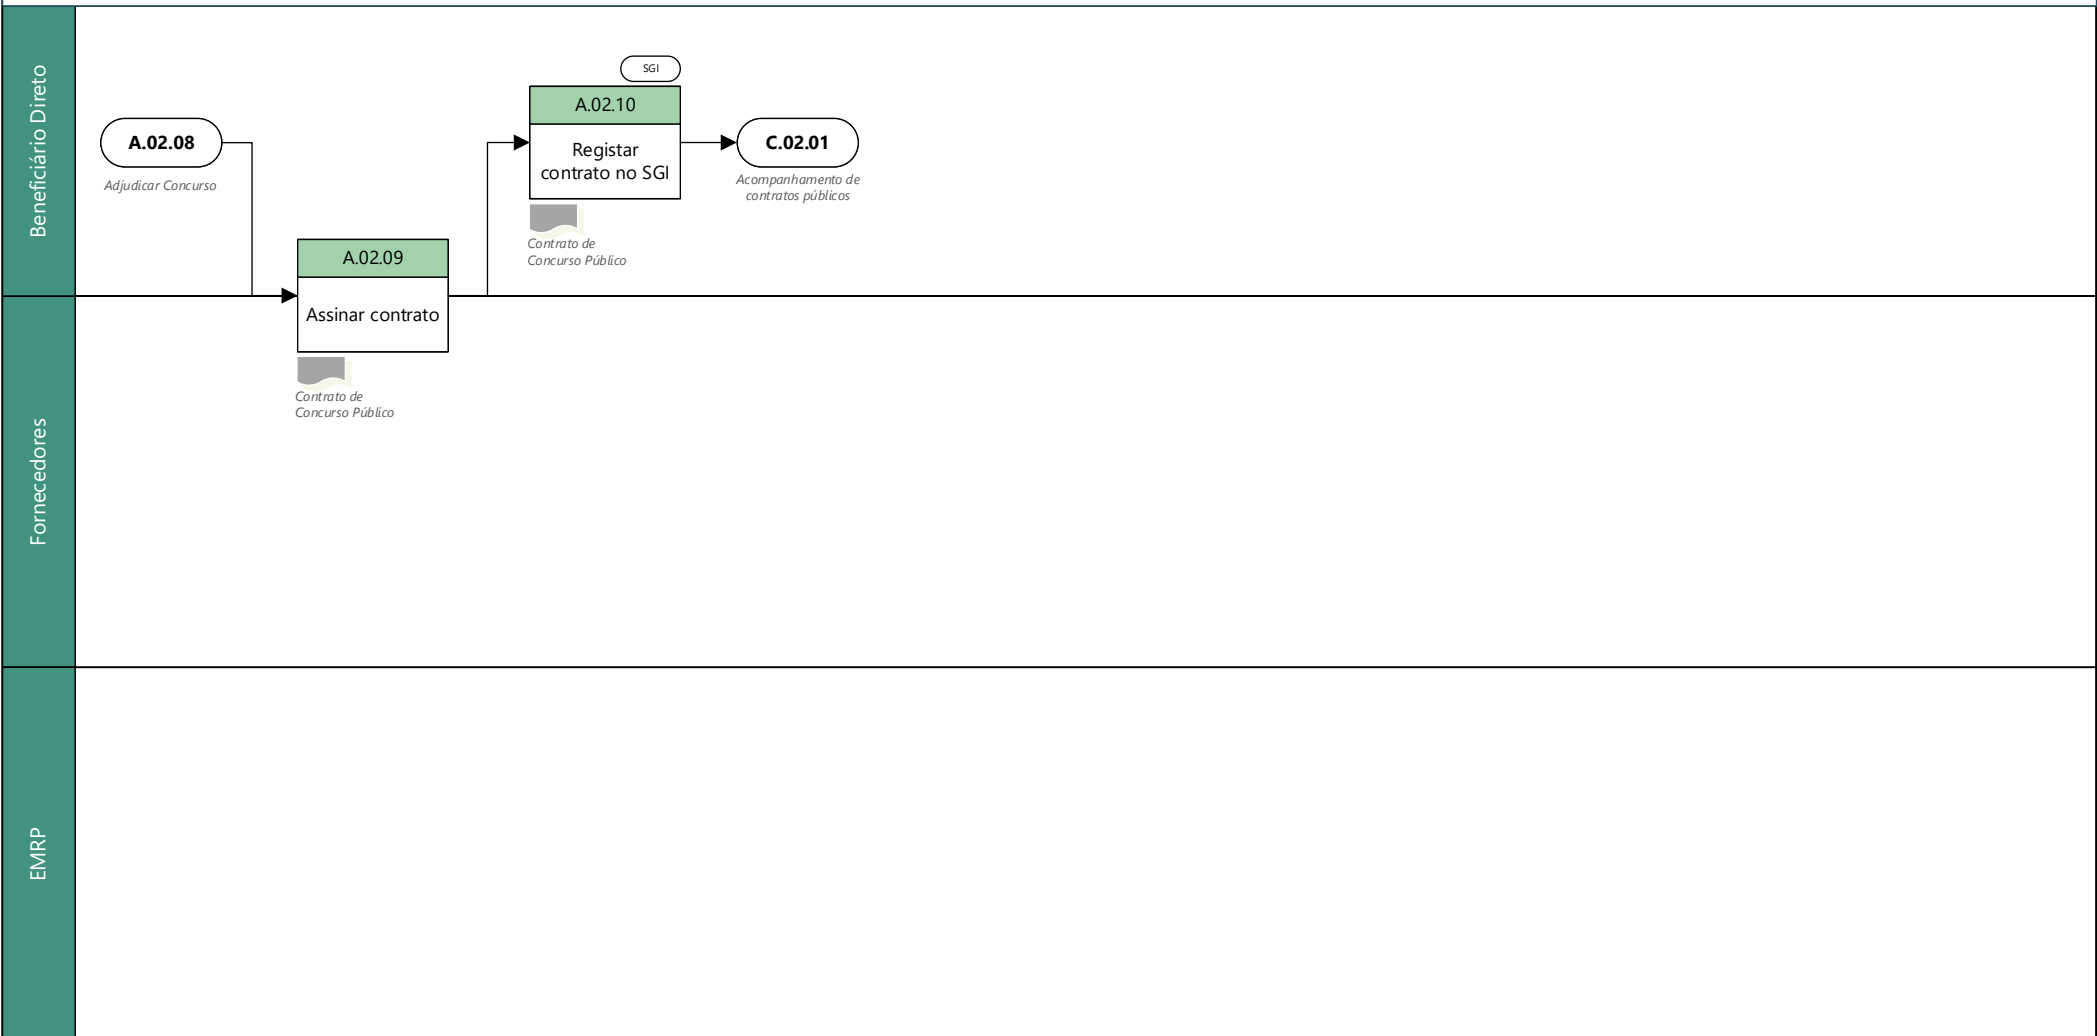 Beneficiário Direto
A.02.08
Adjudicar Concurso
A.02.09
Assinar contrato
Contrato de
Concurso Público
SGI
A.02.10
Registar
contrato no SGI
Contrato de
Concurso Público
C.02.01
Acompanhamento de
contratos públicos
Fornecedores
EMRP